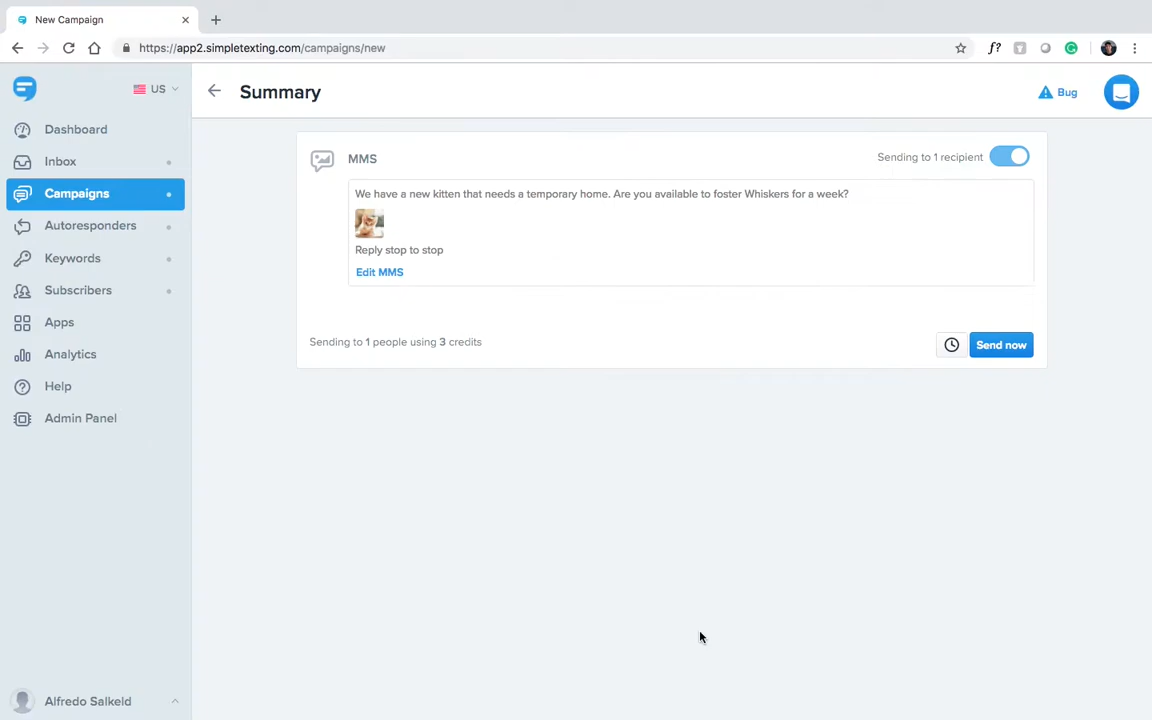 New Campaign
https://app2.simpletexting.com/campaigns/new
f?
US
Summary
Bug
Dashboard
Inbox
Campaigns
Autoresponders
Keywords
Subscribers
Apps
Analytics
Help
Admin Panel
MMS
Sending to 1 recipient
We have a new kitten that needs a temporary home. Are you available to foster Whiskers for a week?
Reply stop to stop
Edit MMS
Sending to 1 people using 3 credits
Send now
Alfredo Salkeld